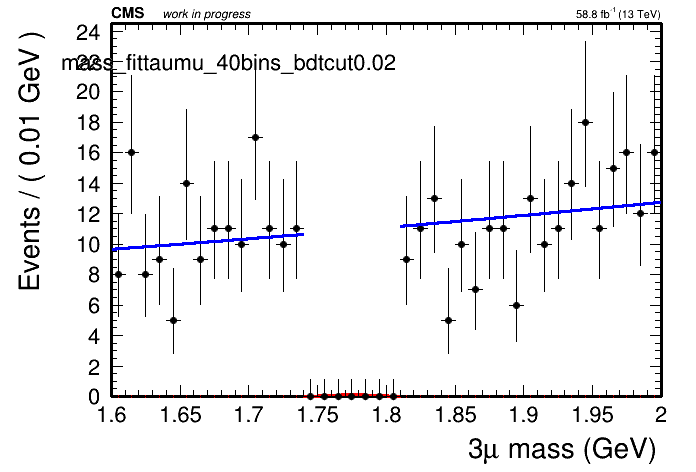 CMS work in progress 58.8 fb-1 (13 TeV)
mass_fittaumu_40bins_bdtcut0.02
Events / ( 0.01 GeV )
24
22
20
18
16
14
12
10
8
6
4
2
0
1.6 1.65 1.7 1.75 1.8 1.85 1.9 1.95 2
3μ mass (GeV)